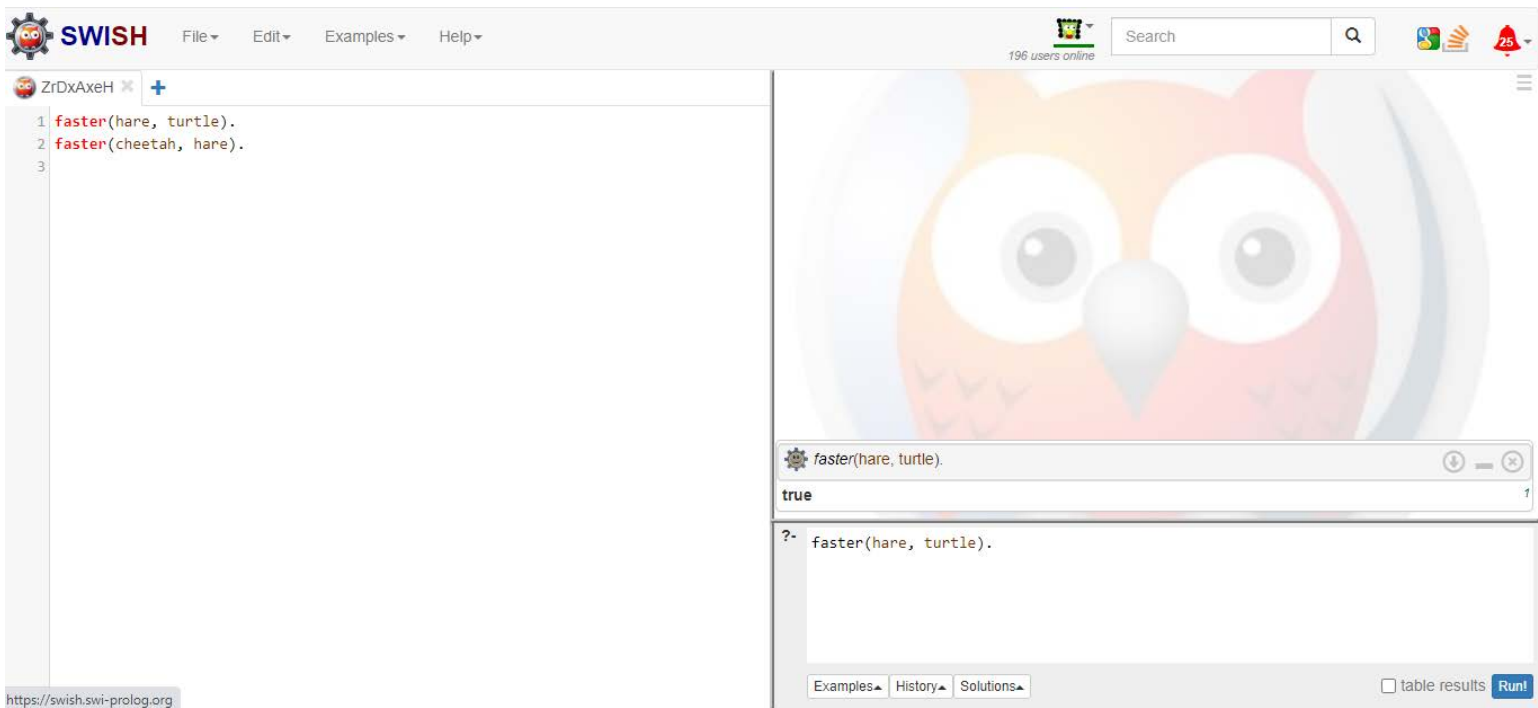 SWISH File Edit Examples Help 196 users online Search 25
ZrDxAxeH
1 faster(hare, turtle).
2 faster(cheetah, hare).
3
faster(hare, turtle).
true 1
?- faster(hare, turtle).
Examples History Solutions table results Run!
https://swish.swi-prolog.org